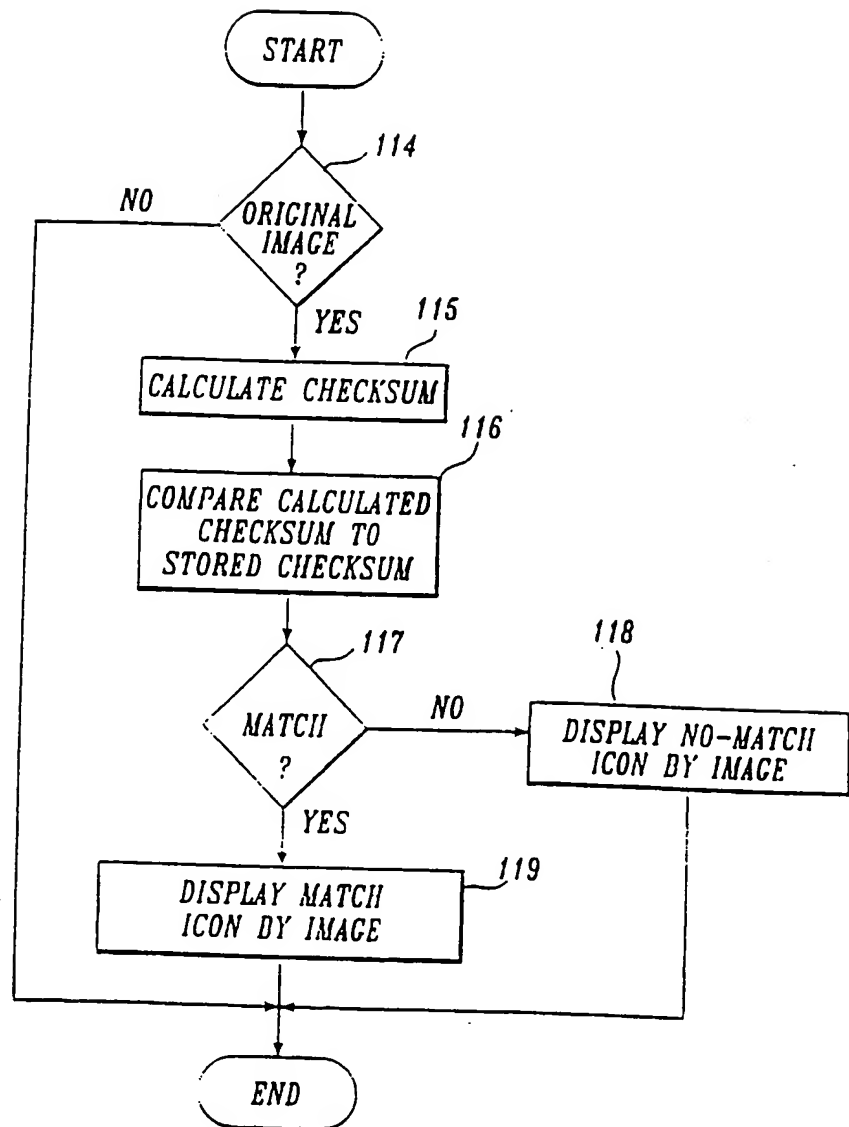 START
114
NO
ORIGINAL
IMAGE
?
YES
115
CALCULATE CHECKSUM
116
COMPARE CALCULATED
CHECKSUM TO
STORED CHECKSUM
117
118
MATCH
?
NO
DISPLAY NO-MATCH
ICON BY IMAGE
YES
119
DISPLAY MATCH
ICON BY IMAGE
END